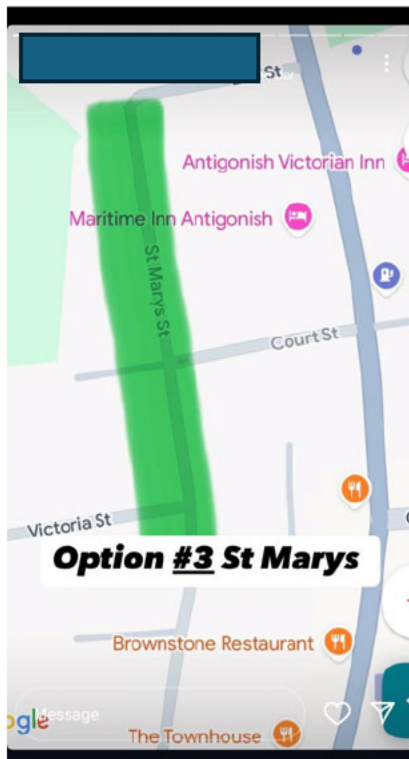 St
Antigonish Victorian Inn
Maritime Inn Antigonish
St Marys St
Court St
Victoria St
Option #3 St Marys
Brownstone Restaurant
ogle
Message
The Townhouse